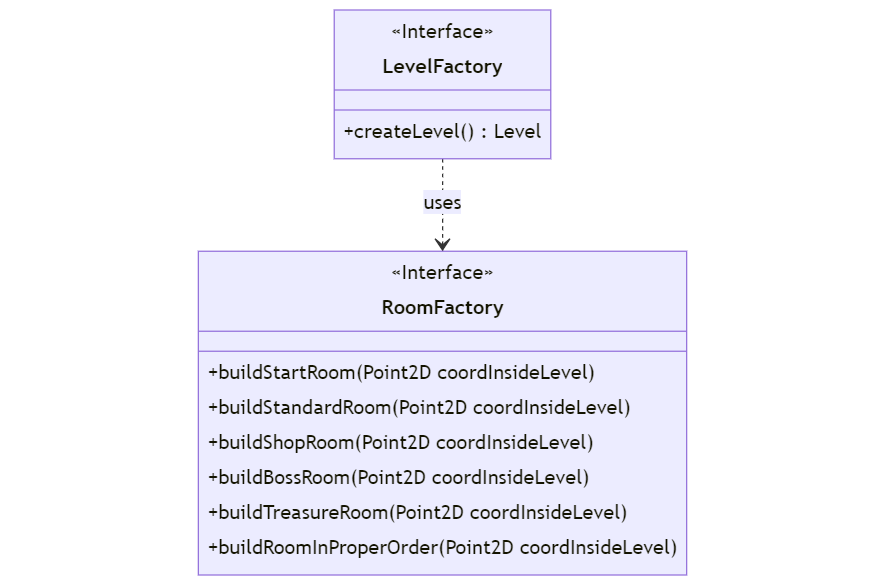 «Interface»
LevelFactory
+createLevel() : Level
uses
«Interface»
RoomFactory
+buildStartRoom(Point2D coordInsideLevel)
+buildStandardRoom(Point2D coordInsideLevel)
+buildShopRoom(Point2D coordInsideLevel)
+buildBossRoom(Point2D coordInsideLevel)
+buildTreasureRoom(Point2D coordInsideLevel)
+buildRoomInProperOrder(Point2D coordInsideLevel)